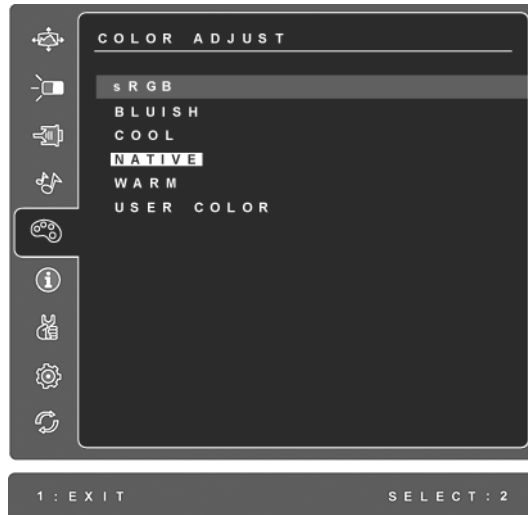 COLOR ADJUST
sRGB
BLUISH
COOL
NATIVE
WARM
USER COLOR
1:EXIT SELECT:2